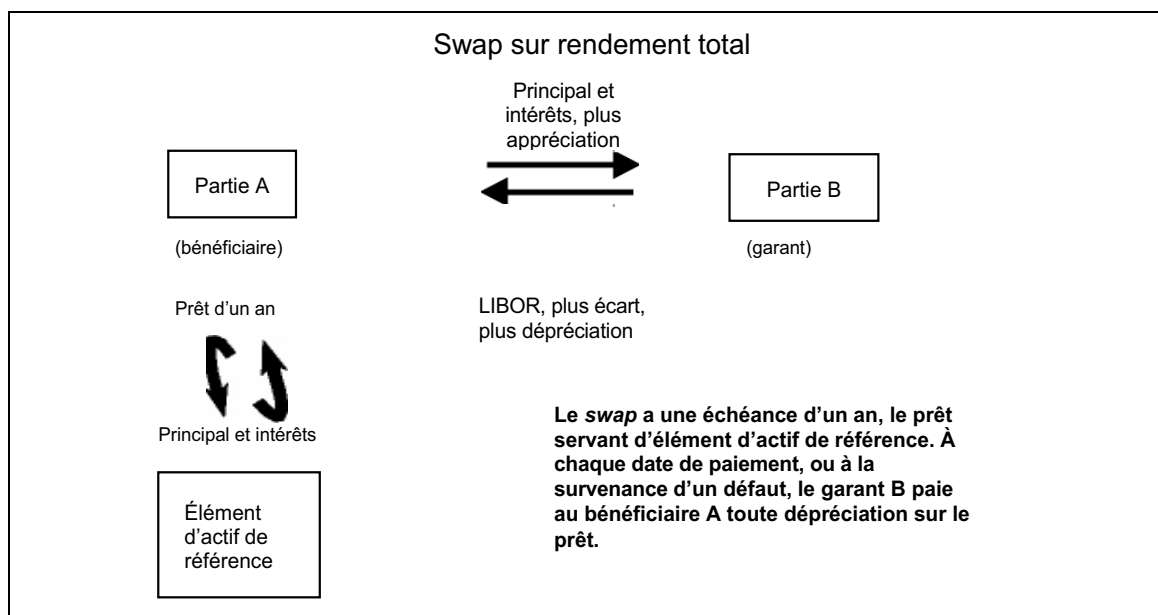 Swap sur rendement total
Principal et
intérêts, plus
appréciation
Partie A
Partie B
(bénéficiaire)
(garant)
Prêt d'un an
LIBOR, plus écart,
plus dépréciation
Principal et intérêts
Élément
d'actif de
référence
Le swap a une échéance d'un an, le prêt
servant d'élément d'actif de référence. À
chaque date de paiement, ou à la
survenance d'un défaut, le garant B paie
au bénéficiaire A toute dépréciation sur le
prêt.